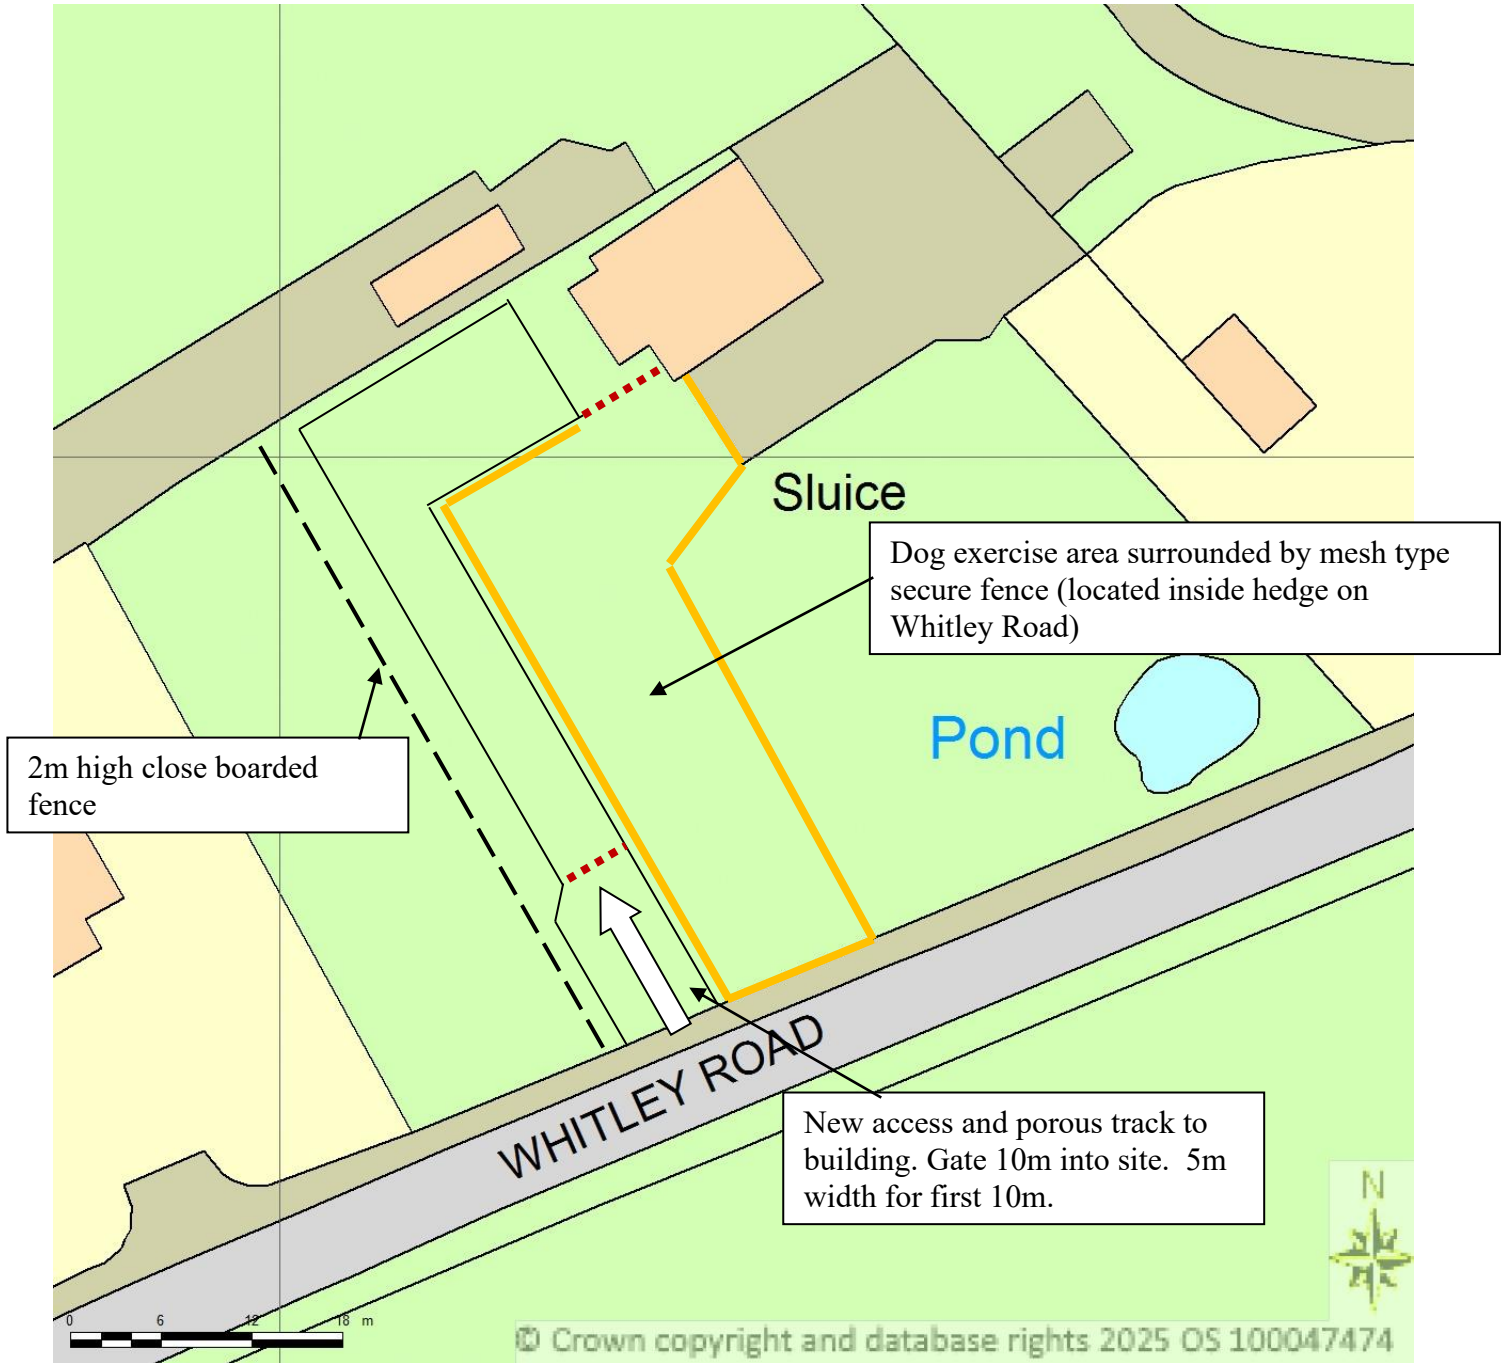 Sluice
Dog exercise area surrounded by mesh type
secure fence (located inside hedge on
Whitley Road)
Pond
2m high close boarded
fence
WHITLEY ROAD
New access and porous track to
building. Gate 10m into site.  5m
width for first 10m.
N
0 6 12 18 m
© Crown copyright and database rights 2025 OS 100047474